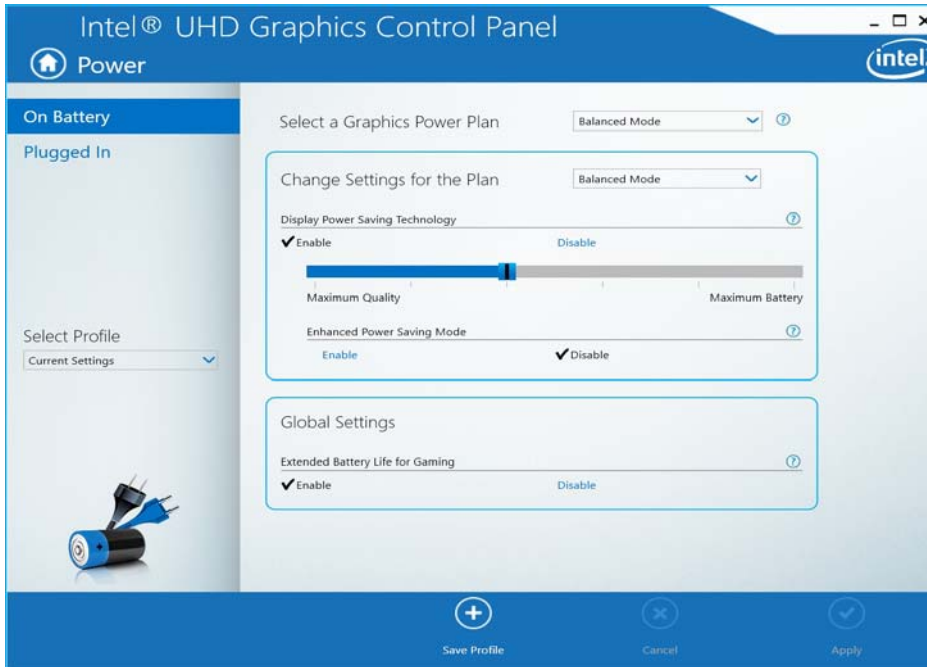 Intel® UHD Graphics Control Panel
Power
intel
On Battery
Plugged In
Select Profile
Current Settings
Select a Graphics Power Plan
Balanced Mode
Change Settings for the Plan
Balanced Mode
Display Power Saving Technology
Enable
Disable
Maximum Quality
Maximum Battery
Enhanced Power Saving Mode
Enable
Disable
Global Settings
Extended Battery Life for Gaming
Enable
Disable
Save Profile
Cancel
Apply